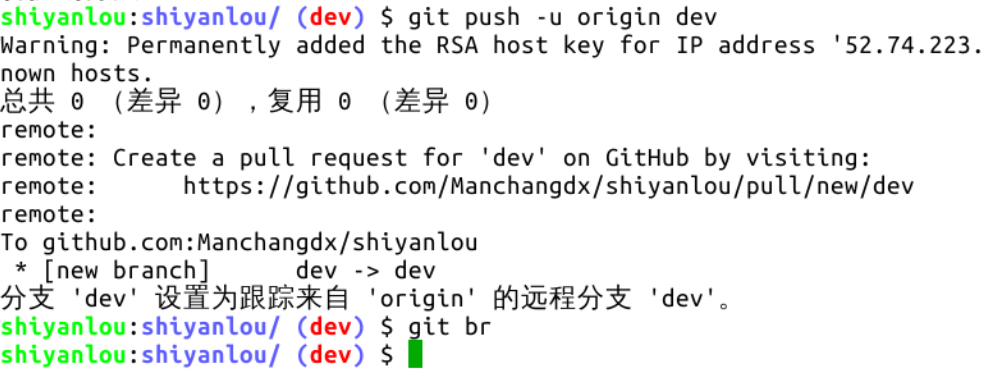 shiyanlou:shiyanlou/ (dev) $ git push -u origin dev
Warning: Permanently added the RSA host key for IP address '52.74.223.
nown hosts.
总共 0 （差异 0），复用 0 （差异 0）
remote:
remote: Create a pull request for 'dev' on GitHub by visiting:
remote:      https://github.com/Manchangdx/shiyanlou/pull/new/dev
remote:
To github.com:Manchangdx/shiyanlou
 * [new branch]      dev -> dev
分支 'dev' 设置为跟踪来自 'origin' 的远程分支 'dev'。
shiyanlou:shiyanlou/ (dev) $ git br
shiyanlou:shiyanlou/ (dev) $